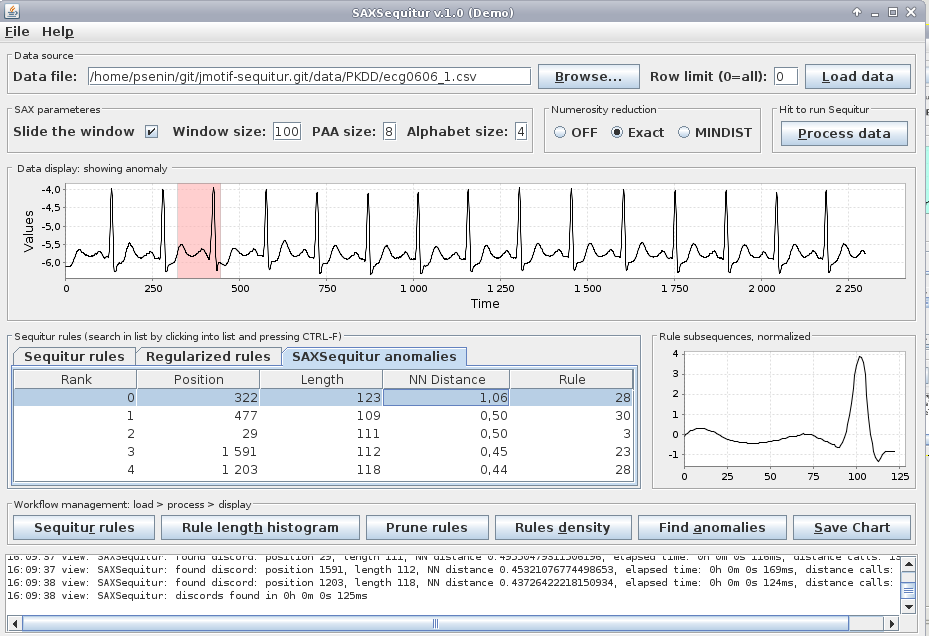 SAXSequitur v.1.0 (Demo)
File Help
Data source
Data file: /home/psenin/git/jmotif-sequitur.git/data/PKDD/ecg0606_1.csv Browse... Row limit (0=all): 0 Load data
SAX parameteres Numerosity reduction Hit to run Sequitur
Slide the window Window size: 100 PAA size: 8 Alphabet size: 4 OFF Exact MINDIST Process data
Data display: showing anomaly
Values
-4,0
-4,5
-5,0
-5,5
-6,0
0 250 500 750 1 000 1 250 1 500 1 750 2 000 2 250
Time
Sequitur rules (search in list by clicking into list and pressing CTRL-F)
Sequitur rules Regularized rules SAXSequitur anomalies
Rank Position Length NN Distance Rule
0 322 123 1,06 28
1 477 109 0,50 30
2 29 111 0,50 3
3 1 591 112 0,45 23
4 1 203 118 0,44 28
Rule subsequences, normalized
4
3
2
1
0
-1
0 25 50 75 100 125
Workflow management: load > process > display
Sequitur rules Rule length histogram Prune rules Rules density Find anomalies Save Chart
16:09:37 view: SAXSequitur: found discord: position 29, length 111, NN distance elapsed time: 0h 0m 0s 116ms, distance calls:
16:09:37 view: SAXSequitur: found discord: position 1591, length 112, NN distance 0.45321076774498653, elapsed time: 0h 0m 0s 169ms, distance calls:
16:09:38 view: SAXSequitur: found discord: position 1203, length 118, NN distance 0.43726422218150934, elapsed time: 0h 0m 0s 124ms, distance calls:
16:09:38 view: SAXSequitur: discords found in 0h 0m 0s 125ms